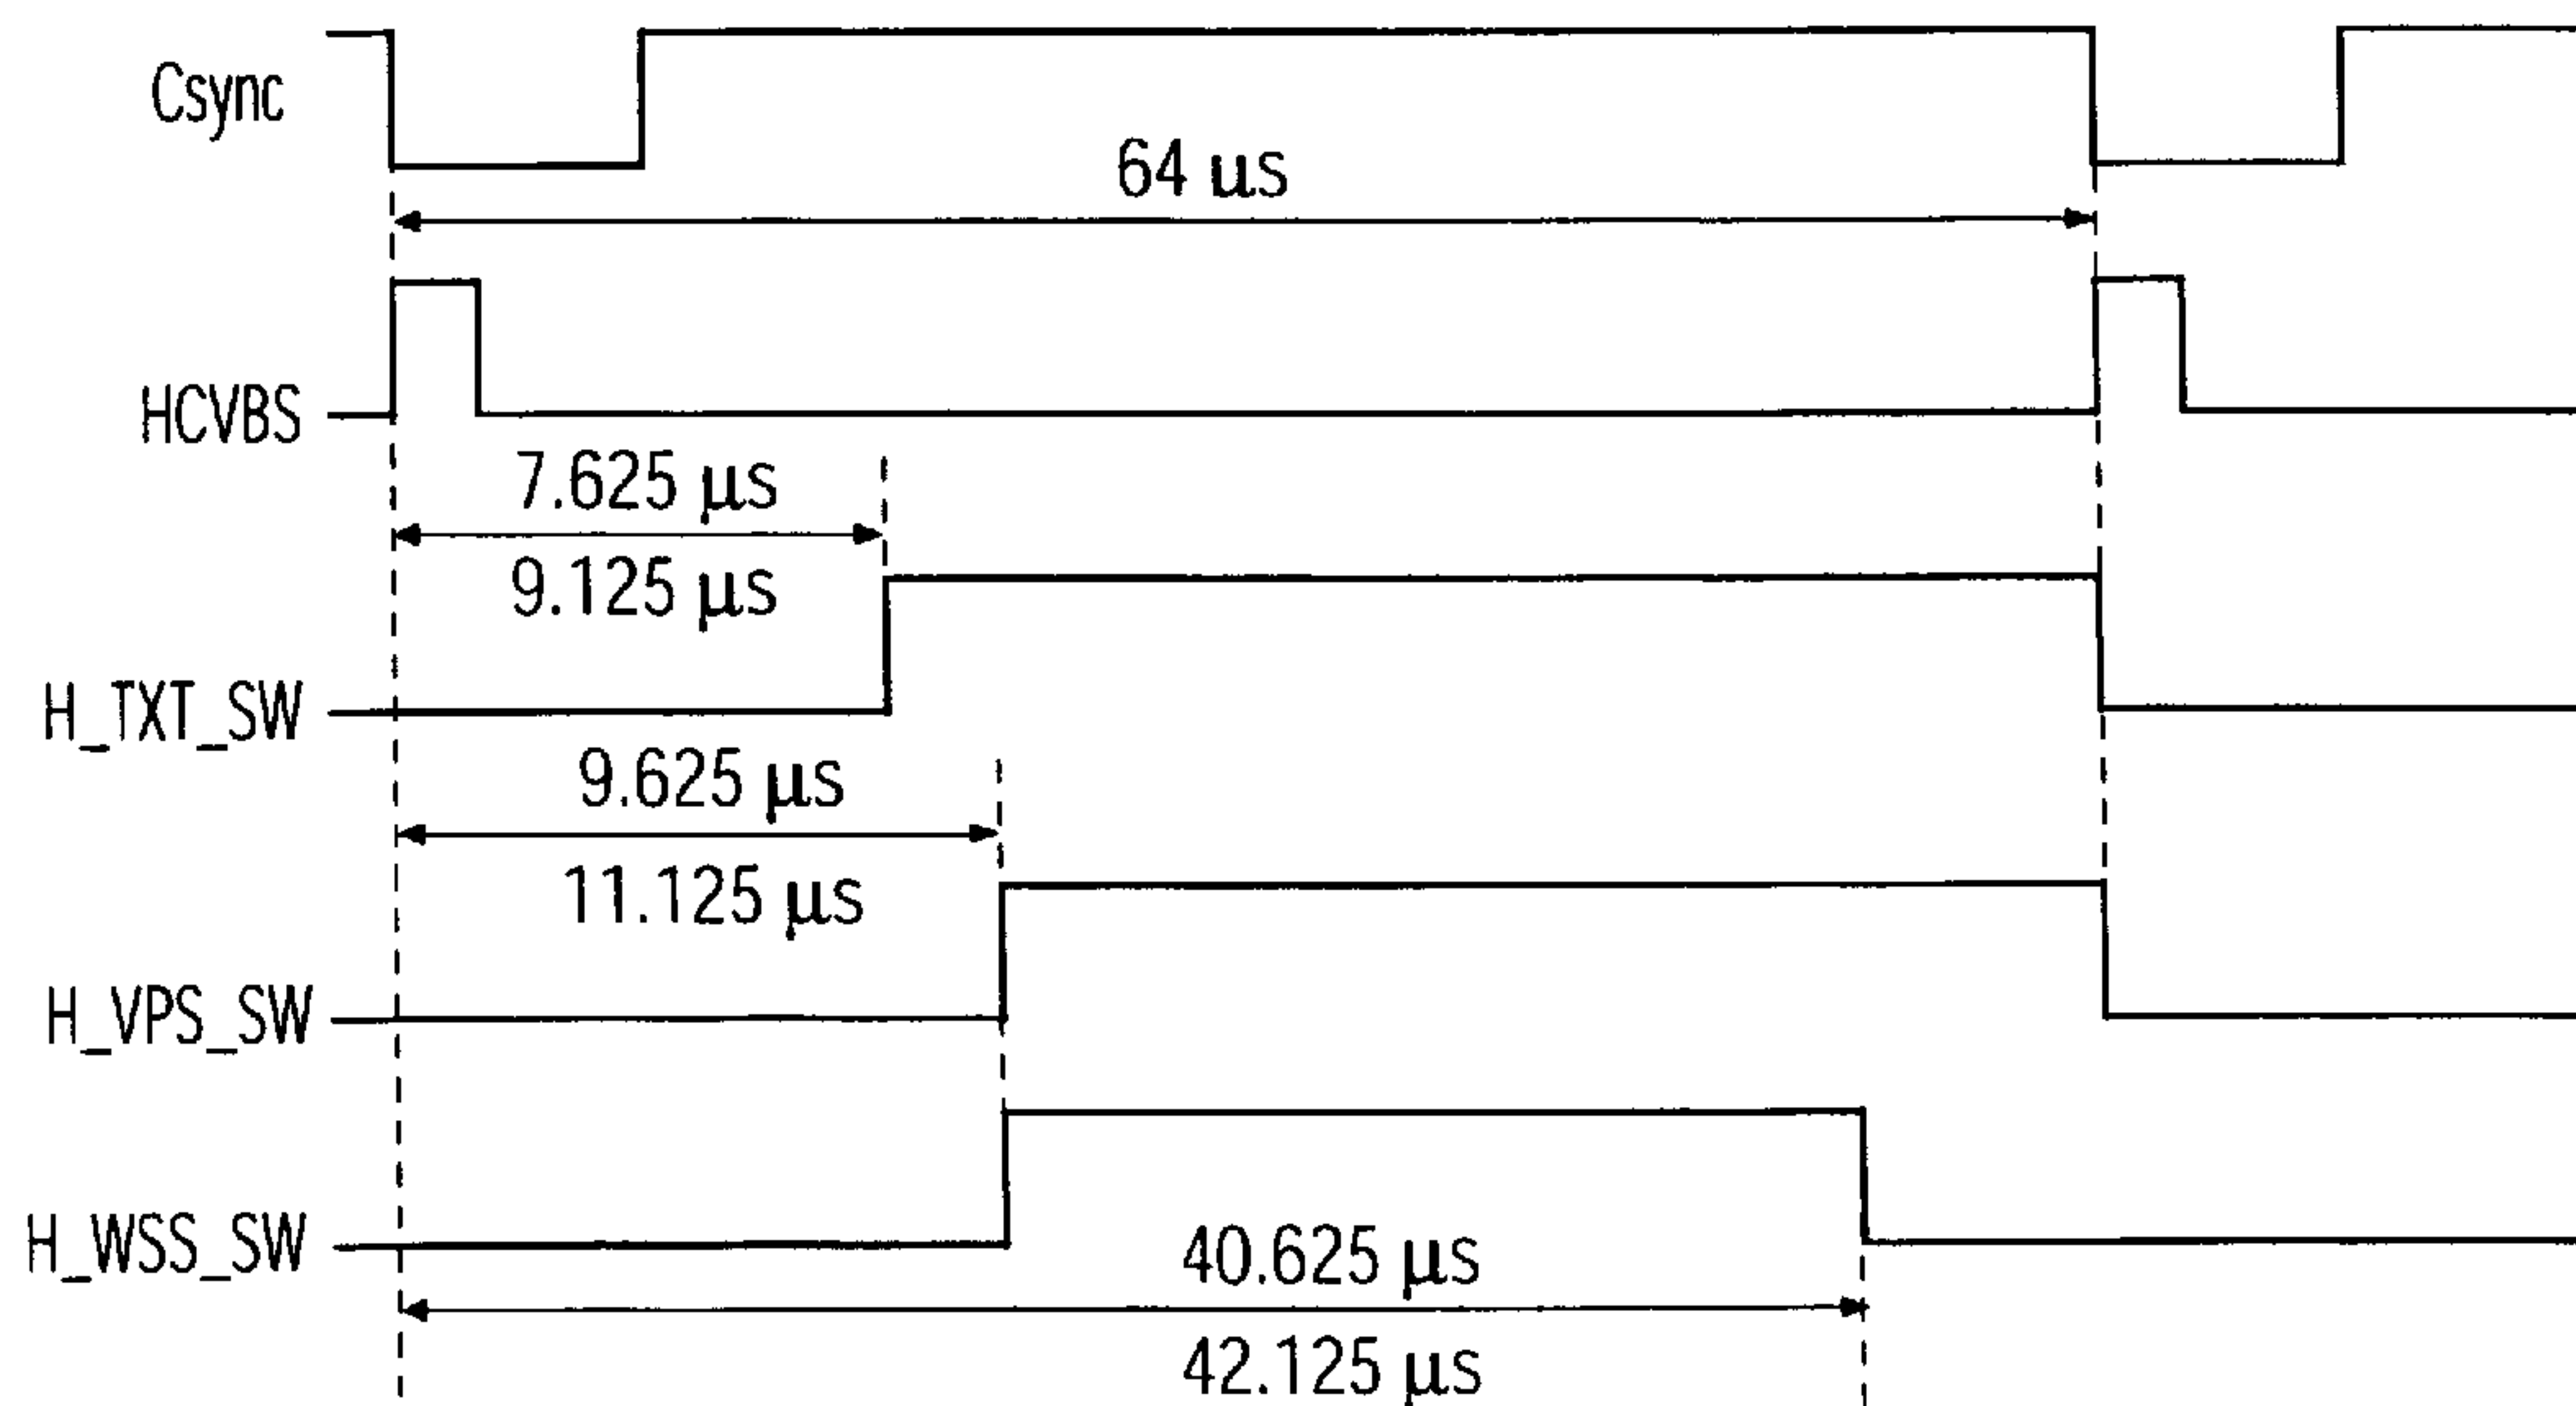 Csync
64 us
HCVBS
7.625 μs
9.125 μs
H_TXT_SW
9.625 μs
11.125 μs
H_VPS_SW
H_WSS_SW
40.625 μs
42.125 μs